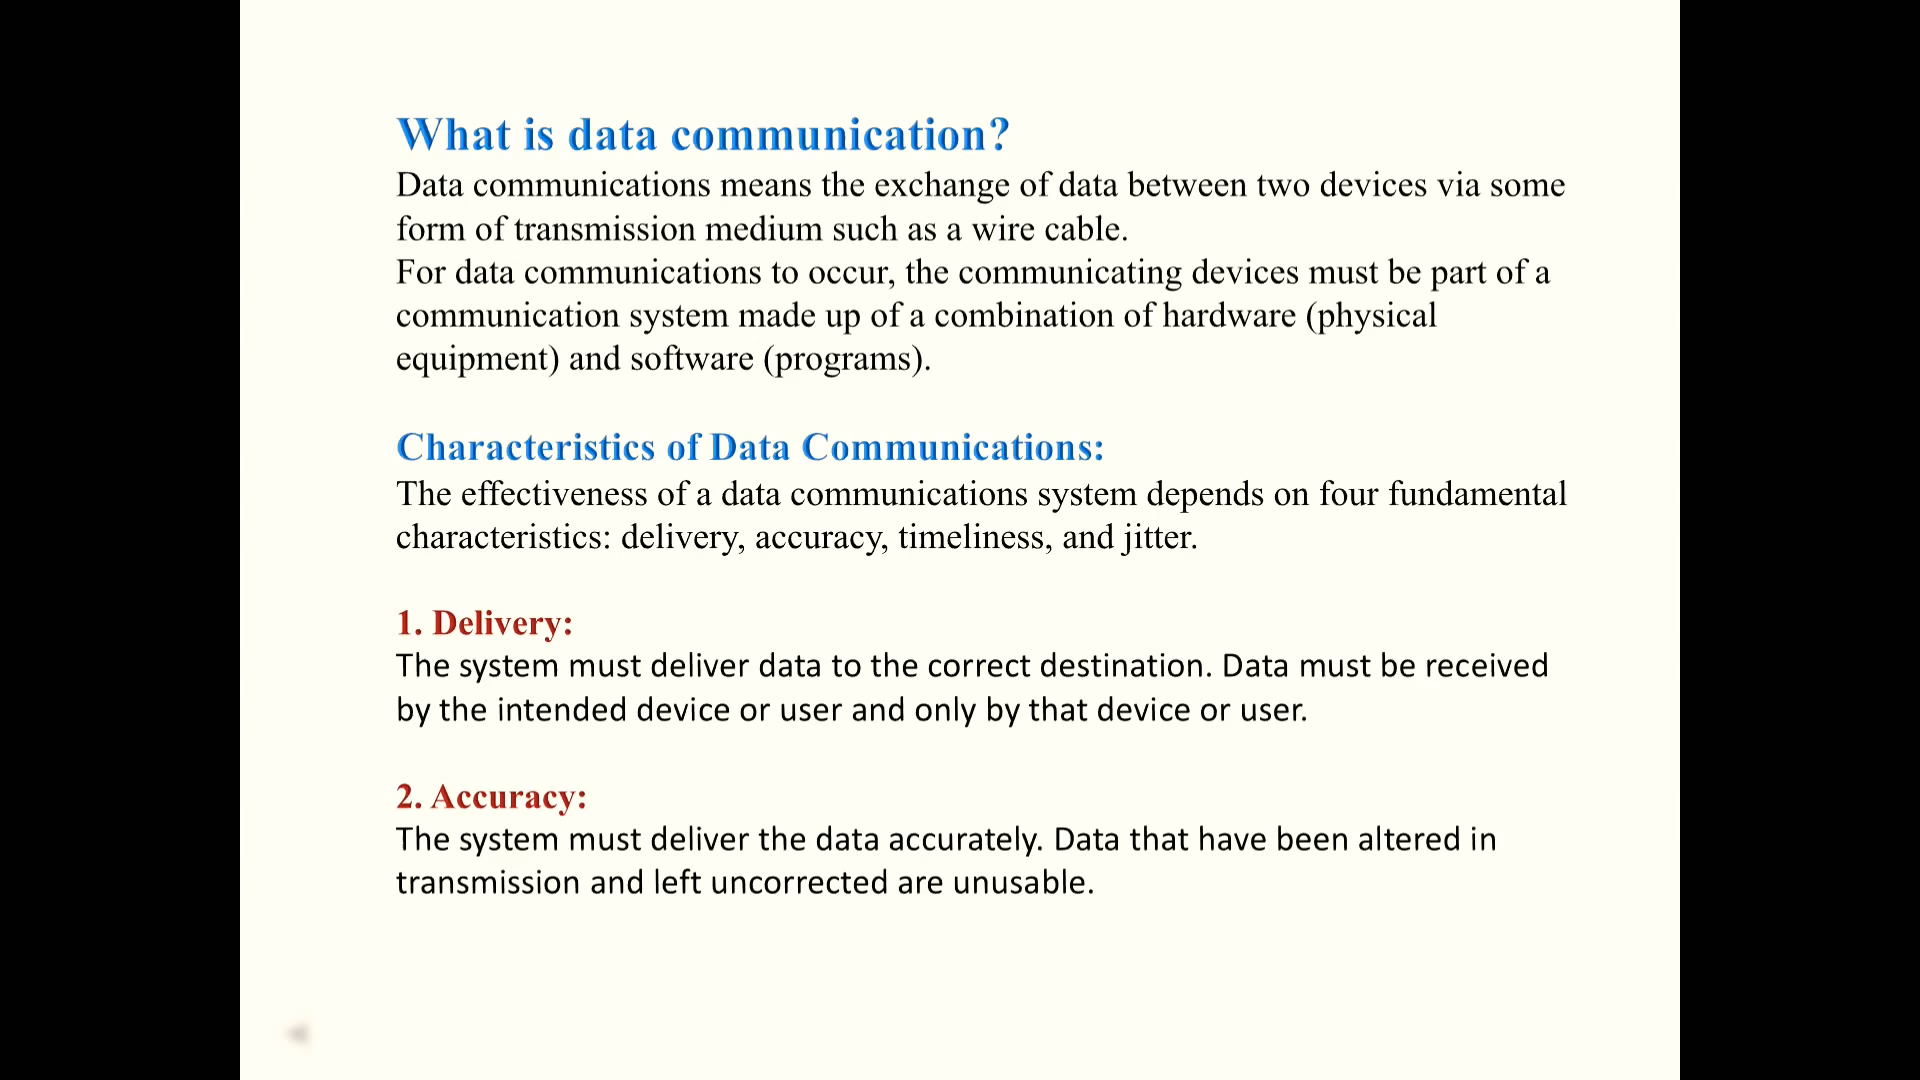 What is data communication?
Data communications means the exchange of data between two devices via some
form of transmission medium such as a wire cable.
For data communications to occur, the communicating devices must be part of a
communication system made up of a combination of hardware (physical
equipment) and software (programs).
Characteristics of Data Communications:
The effectiveness of a data communications system depends on four fundamental
characteristics: delivery, accuracy, timeliness, and jitter.
1. Delivery:
The system must deliver data to the correct destination. Data must be received
by the intended device or user and only by that device or user.
2. Accuracy:
The system must deliver the data accurately. Data that have been altered in
transmission and left uncorrected are unusable.